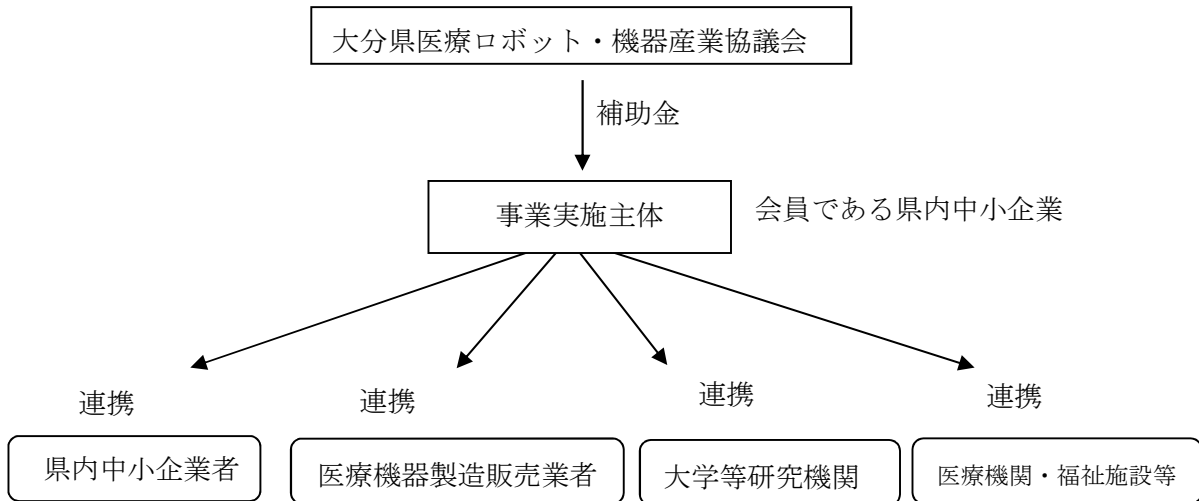 大分県医療ロボット・機器産業協議会
補助金
事業実施主体
会員である県内中小企業
連携
連携
連携
連携
県内中小企業者
医療機器製造販売業者
大学等研究機関
医療機関・福祉施設等